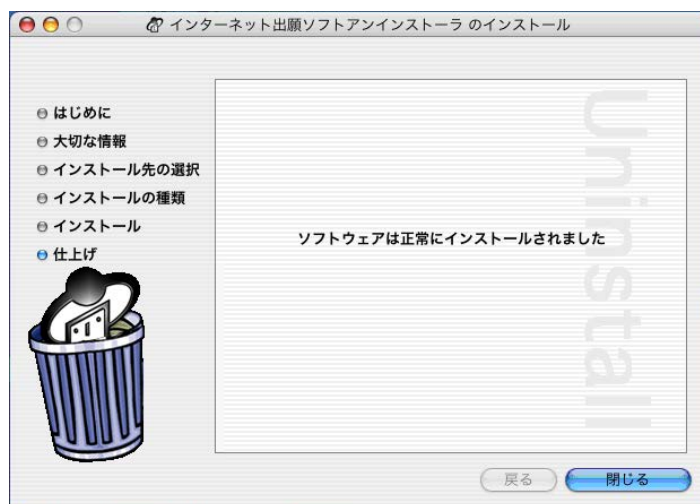 インターネット出願ソフトアンインストーラ のインストール
はじめに
大切な情報
インストール先の選択
インストールの種類
インストール
仕上げ
ソフトウェアは正常にインストールされました
Uninstall
戻る
閉じる